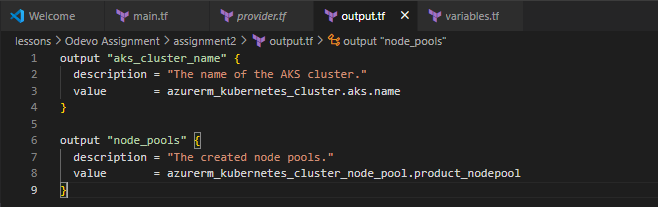 Welcome main.tf provider.tf output.tf variables.tf
lessons > Odevo Assignment > assignment2 > output.tf > output "node_pools"
1 output "aks_cluster_name" {
2   description = "The name of the AKS cluster."
3   value       = azurerm_kubernetes_cluster.aks.name
4 }
5
6 output "node_pools" {
7   description = "The created node pools."
8   value       = azurerm_kubernetes_cluster_node_pool.product_nodepool
9 }